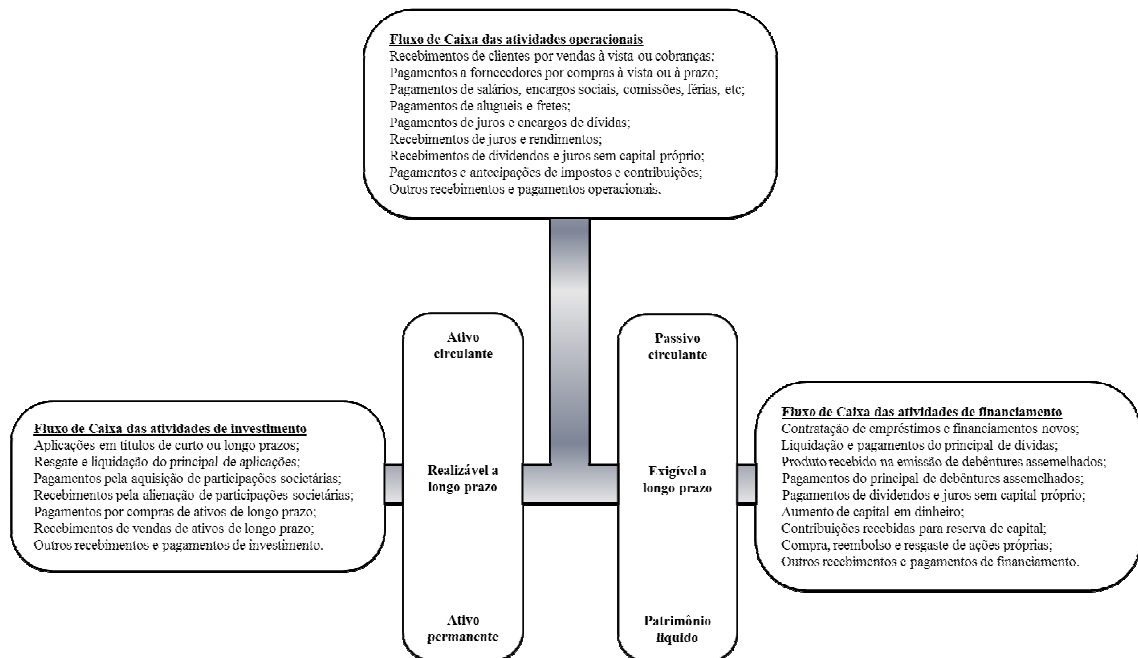 Fluxo de Caixa das atividades operacionais
Recebimentos de clientes por vendas à vista ou cobranças;
Pagamentos a fornecedores por compras à vista ou à prazo;
Pagamentos de salários, encargos sociais, comissões, férias, etc;
Pagamentos de alugueis e fretes;
Pagamentos de juros e encargos de dívidas;
Recebimentos de juros e rendimentos;
Recebimentos de dividendos e juros sem capital próprio;
Pagamentos e antecipações de impostos e contribuições;
Outros recebimentos e pagamentos operacionais.
Ativo
circulante
Realizável a
longo prazo
Ativo
permanente
Passivo
circulante
Exigível a
longo prazo
Patrimônio
líquido
Fluxo de Caixa das atividades de investimento
Aplicações em títulos de curto ou longo prazos;
Resgate e liquidação do principal de aplicações;
Pagamentos pela aquisição de participações societárias;
Recebimentos pela alienação de participações societárias;
Pagamentos por compras de ativos de longo prazo;
Recebimentos de vendas de ativos de longo prazo;
Outros recebimentos e pagamentos de investimento.
Fluxo de Caixa das atividades de financiamento
Contratação de empréstimos e financiamentos novos;
Liquidação e pagamentos do principal de dívidas;
Produto recebido na emissão de debêntures assemelhados;
Pagamentos do principal de debêntures assemelhados;
Pagamentos de dividendos e juros sem capital próprio;
Aumento de capital em dinheiro;
Contribuições recebidas para reserva de capital;
Compra, reembolso e resgaste de ações próprias;
Outros recebimentos e pagamentos de financiamento.